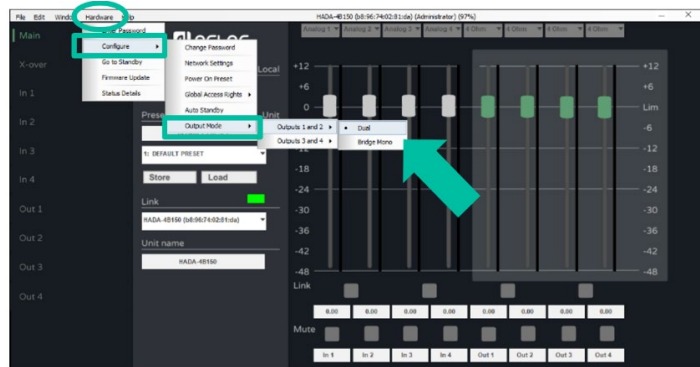 File Edit Window Hardware Help
HADA-4B150 (b8:96:74:02:81:da) (Administrator) (97%)
Main
Enter Password
Analog 1 Analog 2 Analog 3 Analog 4 4 Ohm 4 Ohm 4 Ohm 4 Ohm
Configure
Change Password
X-over
Go to Standby
Network Settings
Local
+12 +12
Firmware Update
Power On Preset
In 1
Status Details
Global Access Rights
+6 +6
Auto Standby
0 Lim
In 2
Preset
Unit
Output Mode
Outputs 1 and 2
Dual
-6
Outputs 3 and 4
Bridge Mono
In 3
1: DEFAULT PRESET
-12 -12
In 4
Store Load
-18 -18
-24 -24
Out 1
Link
-30 -30
HADA-4B150 (b8:96:74:02:81:da)
Out 2
Unit name
-36 -36
-42 -42
Out 3
HADA-4B150
-48 -48
Link
Out 4
0.00 0.00 0.00 0.00 0.00 0.00 0.00 0.00
Mute
In 1 In 2 In 3 In 4 Out 1 Out 2 Out 3 Out 4